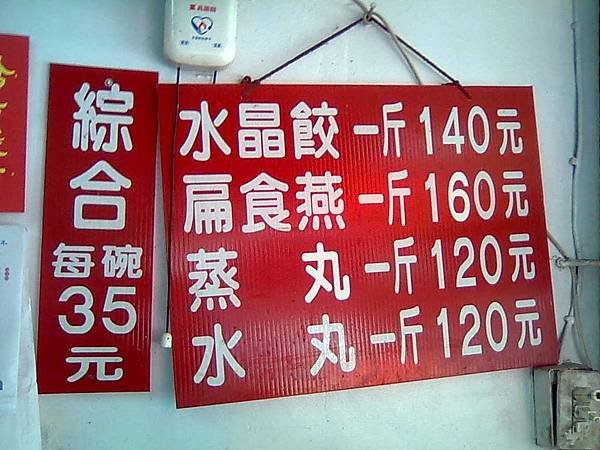 綜合
每碗
35
元
水晶餃一斤140元
扁食燕一斤160元
蒸丸一斤120元
水丸一斤120元